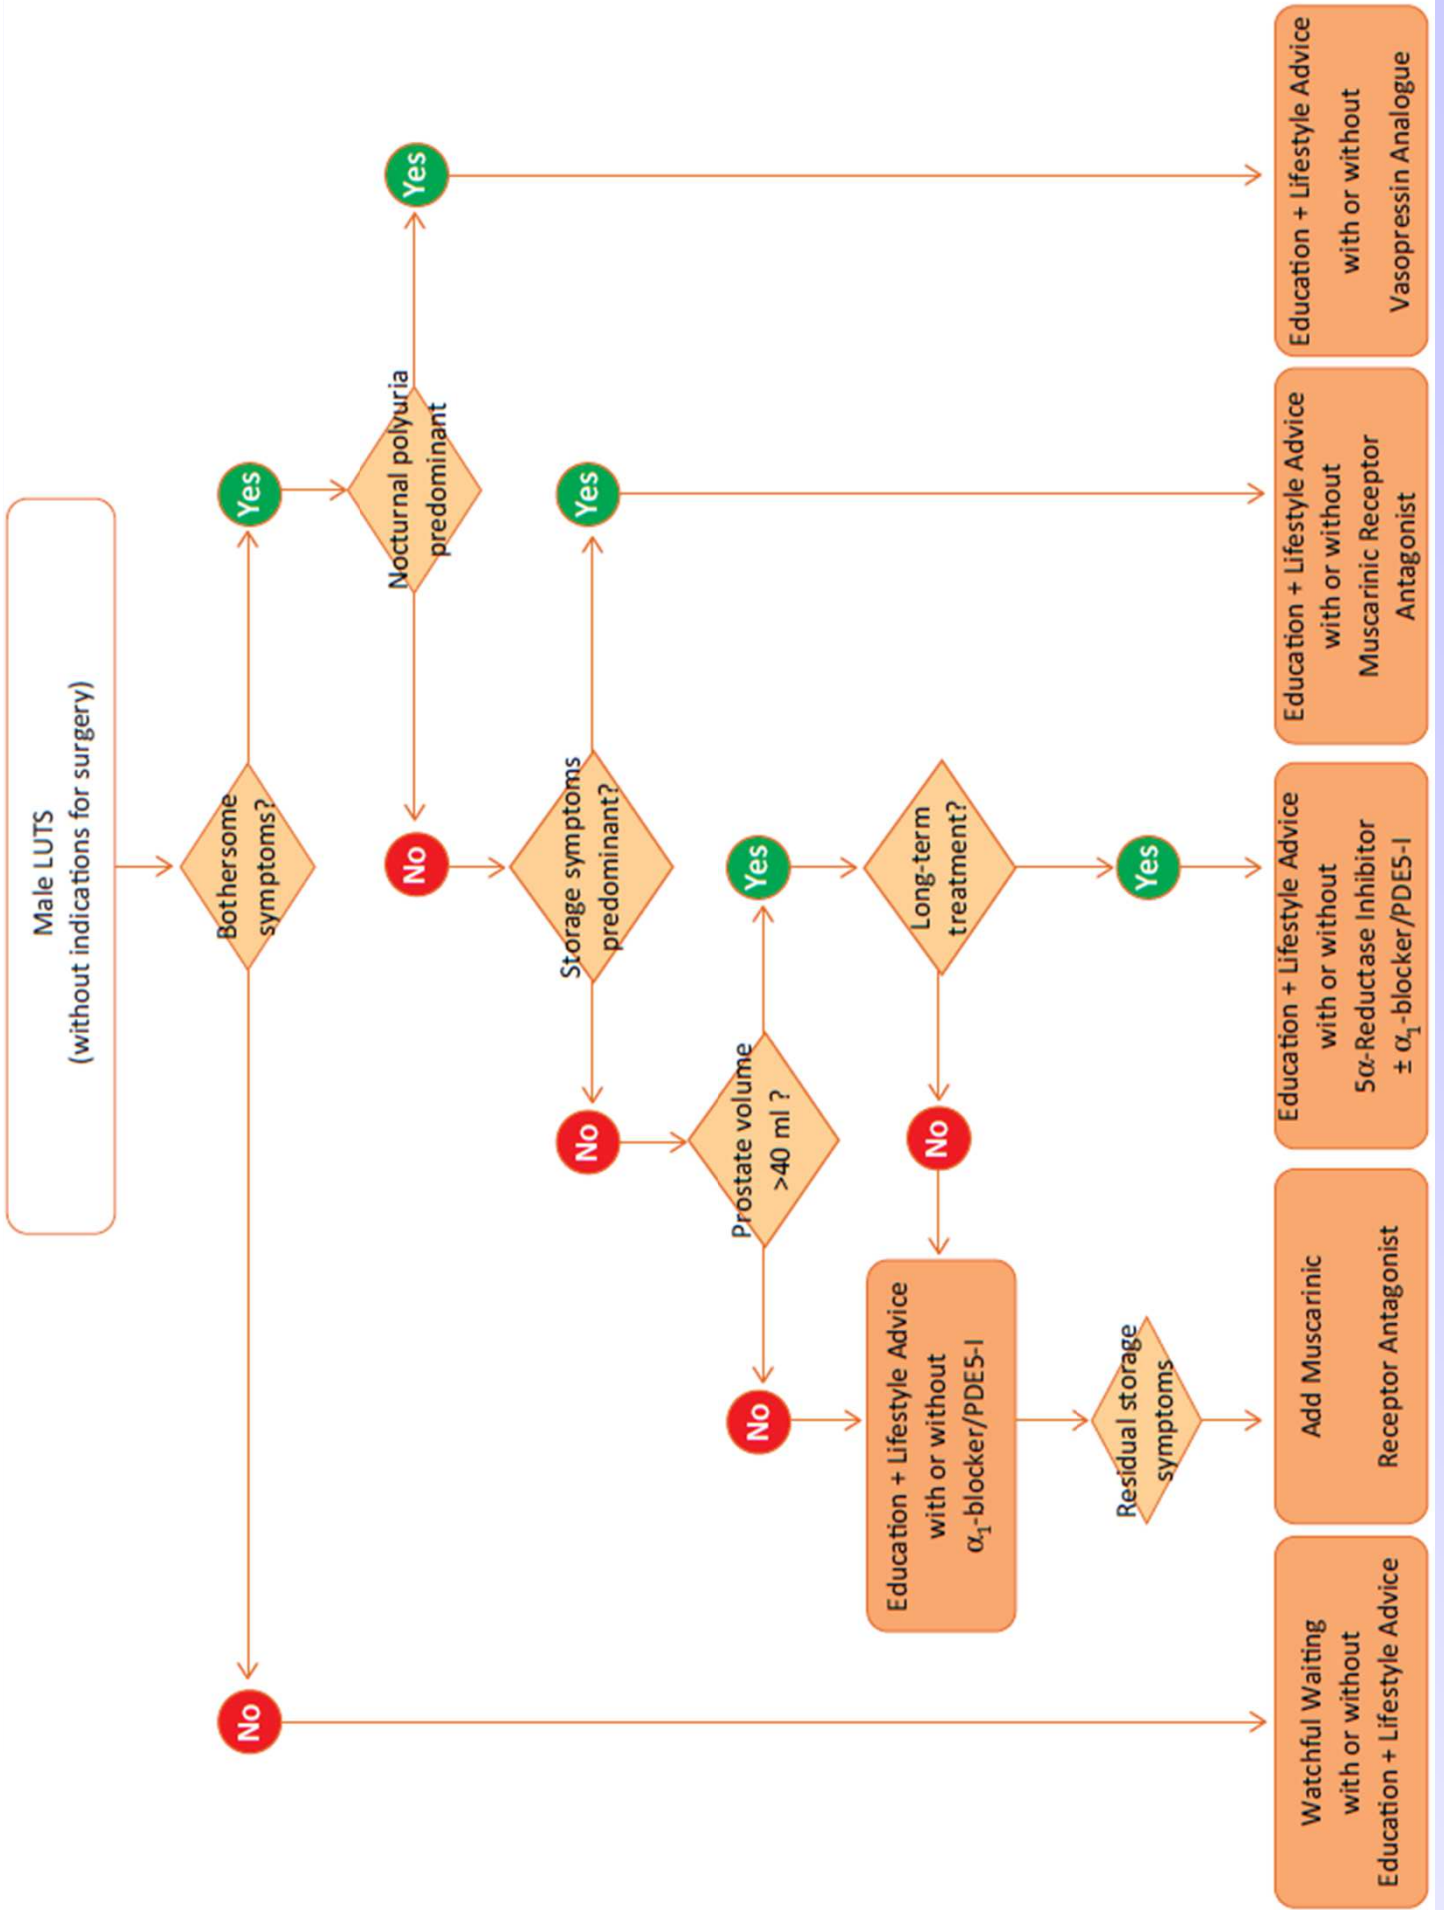 Male LUTS
(without indications for surgery)
Bothersome
symptoms?
No
Yes
Nocturnal polyuria
predominant
No
Yes
Storage symptoms
predominant?
No
Yes
Prostate volume
>40 ml ?
No
Yes
Education + Lifestyle Advice
with or without
α1-blocker/PDE5-I
No
Long-term
treatment?
Residual storage
symptoms
Yes
Watchful Waiting
with or without
Education + Lifestyle Advice
Add Muscarinic
Receptor Antagonist
Education + Lifestyle Advice
with or without
5α-Reductase Inhibitor
± α1-blocker/PDE5-I
Education + Lifestyle Advice
with or without
Muscarinic Receptor
Antagonist
Education + Lifestyle Advice
with or without
Vasopressin Analogue